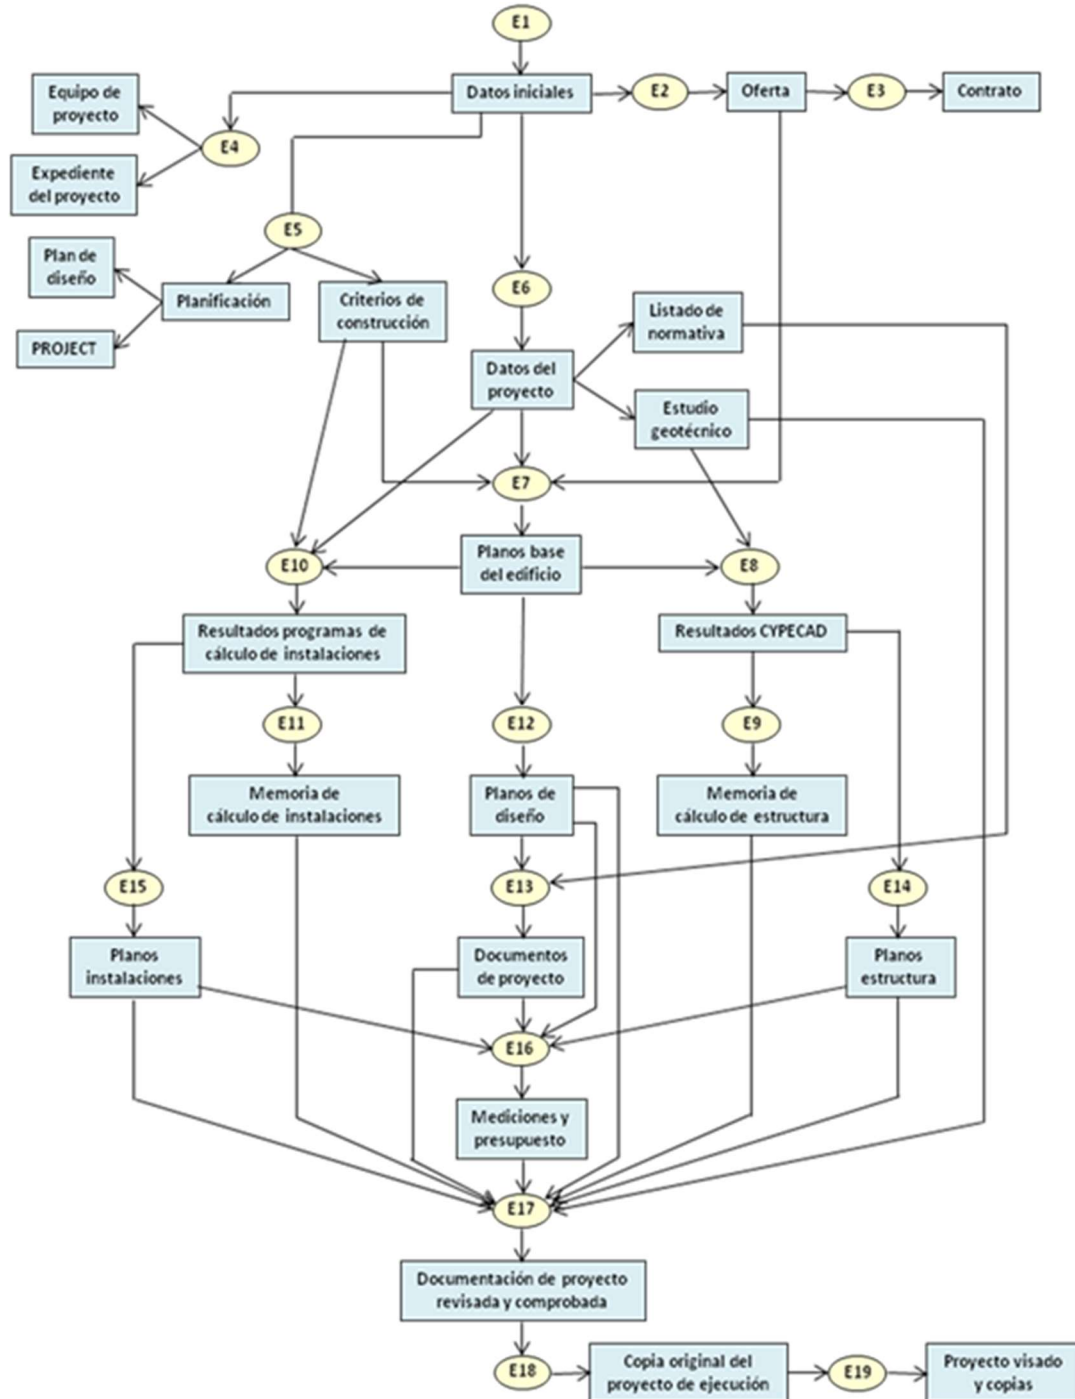 E1
Equipo de
proyecto
Datos iniciales
E2
Oferta
E3
Contrato
E4
Expediente
del proyecto
E5
Plan de
diseño
Planificación
Criterios de
construcción
E6
Listado de
normativa
PROJECT
Datos del
proyecto
Estudio
geotécnico
E7
E10
Planos base
del edificio
E8
Resultados programas de
cálculo de instalaciones
Resultados CYPECAD
E11
E12
E9
Memoria de
cálculo de instalaciones
Planos de
diseño
Memoria de
cálculo de estructura
E15
E13
E14
Planos
instalaciones
Documentos
de proyecto
Planos
estructura
E16
Mediciones y
presupuesto
E17
Documentación de proyecto
revisada y comprobada
E18
Copia original del
proyecto de ejecución
E19
Proyecto visado
y copias